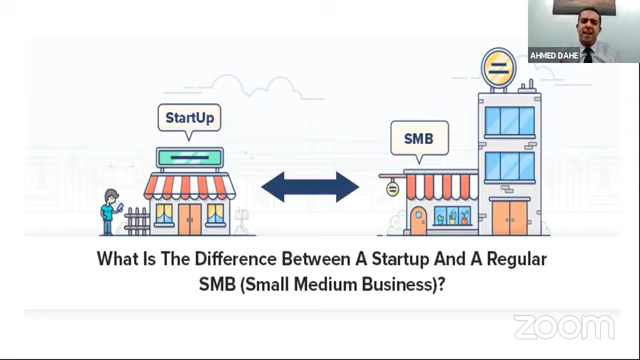 AHMED DAHE
StartUp
SMB
What Is The Difference Between A Startup And A Regular
SMB (Small Medium Business)?
zoom